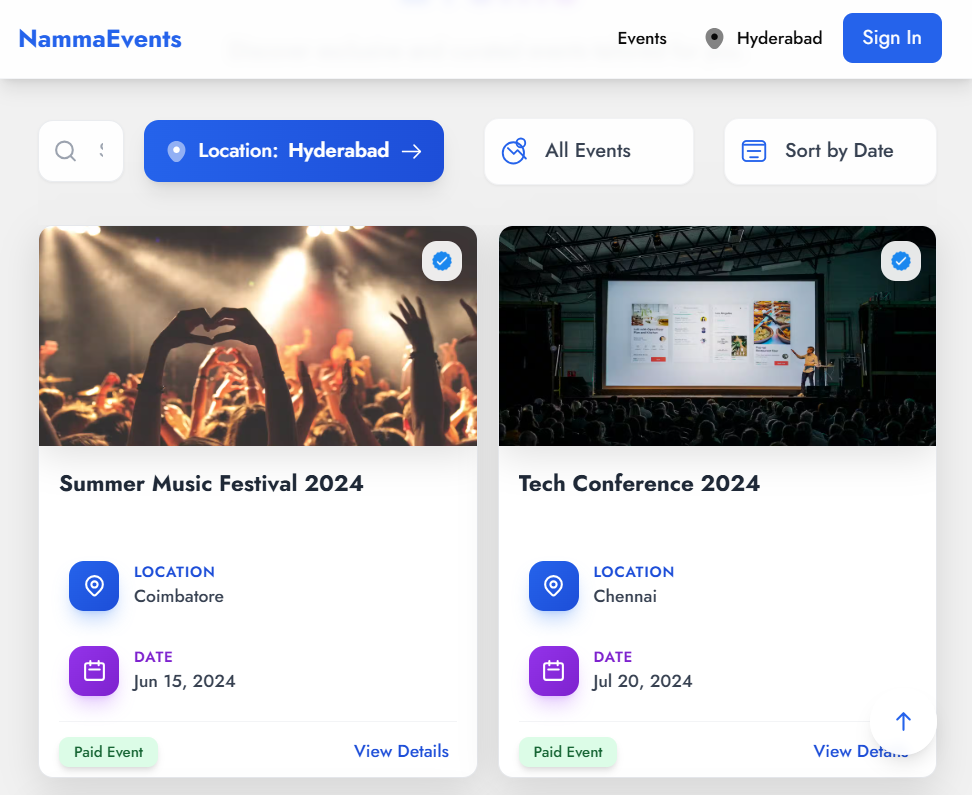 NammaEvents
Events
Hyderabad
Sign In
Location: Hyderabad
All Events
Sort by Date
Summer Music Festival 2024
LOCATION
Coimbatore
DATE
Jun 15, 2024
Paid Event
View Details
Tech Conference 2024
LOCATION
Chennai
DATE
Jul 20, 2024
Paid Event
View Details